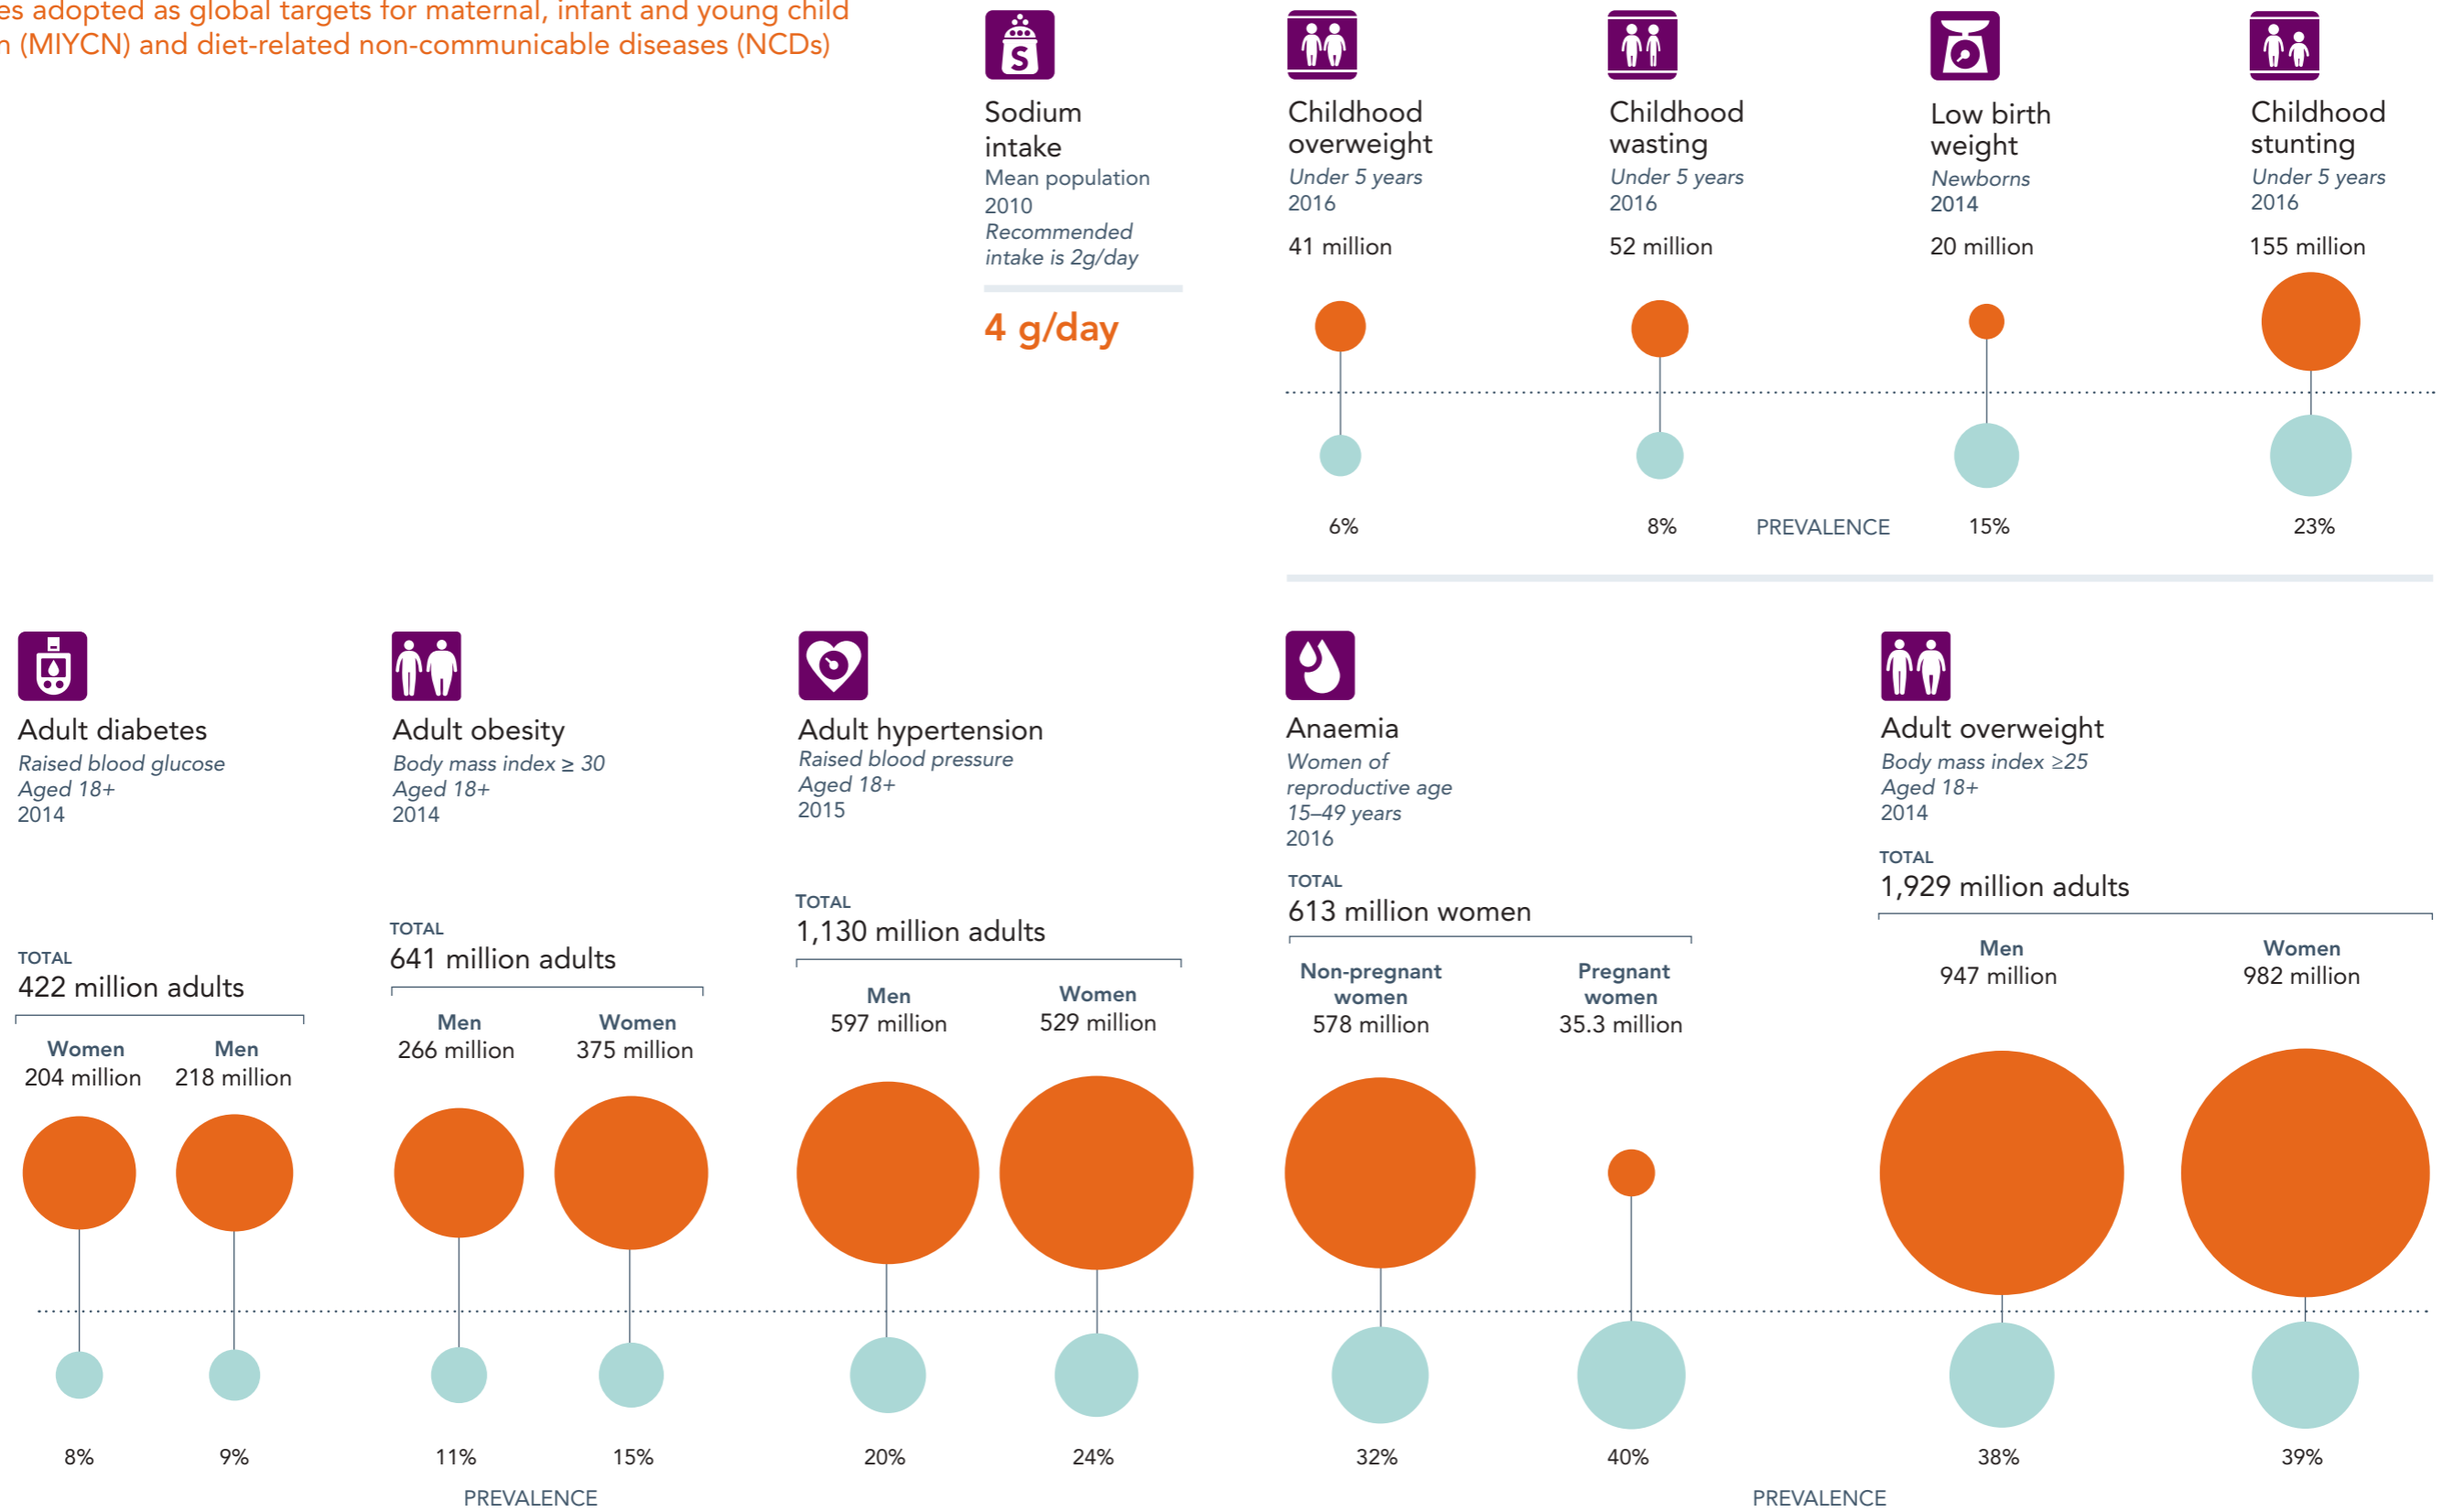 es adopted as global targets for maternal, infant and young child
n (MIYCN) and diet-related non-communicable diseases (NCDs)
S
Sodium
intake
Mean population
2010
Recommended
intake is 2g/day
4 g/day
Childhood
overweight
Under 5 years
2016
41 million
6%
Childhood
wasting
Under 5 years
2016
52 million
8%
PREVALENCE
Low birth
weight
Newborns
2014
20 million
15%
Childhood
stunting
Under 5 years
2016
155 million
23%
Adult diabetes
Raised blood glucose
Aged 18+
2014
TOTAL
422 million adults
Women
204 million
8%
Men
218 million
9%
Adult obesity
Body mass index ≥ 30
Aged 18+
2014
TOTAL
641 million adults
Men
266 million
11%
Women
375 million
15%
PREVALENCE
Adult hypertension
Raised blood pressure
Aged 18+
2015
TOTAL
1,130 million adults
Men
597 million
20%
Women
529 million
24%
Anaemia
Women of
reproductive age
15–49 years
2016
TOTAL
613 million women
Non-pregnant
women
578 million
32%
Pregnant
women
35.3 million
40%
Adult overweight
Body mass index ≥25
Aged 18+
2014
TOTAL
1,929 million adults
Men
947 million
38%
Women
982 million
39%
PREVALENCE